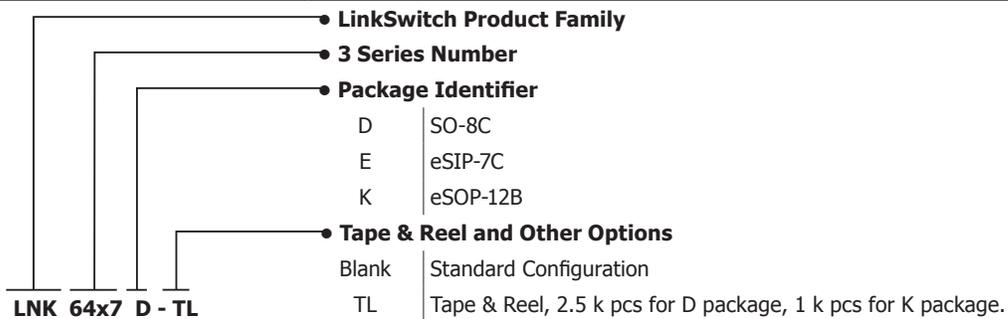 LinkSwitch Product Family
3 Series Number
Package Identifier
D SO-8C
E eSIP-7C
K eSOP-12B
Tape & Reel and Other Options
Blank Standard Configuration
TL Tape & Reel, 2.5 k pcs for D package, 1 k pcs for K package.
LNK 64x7 D - TL